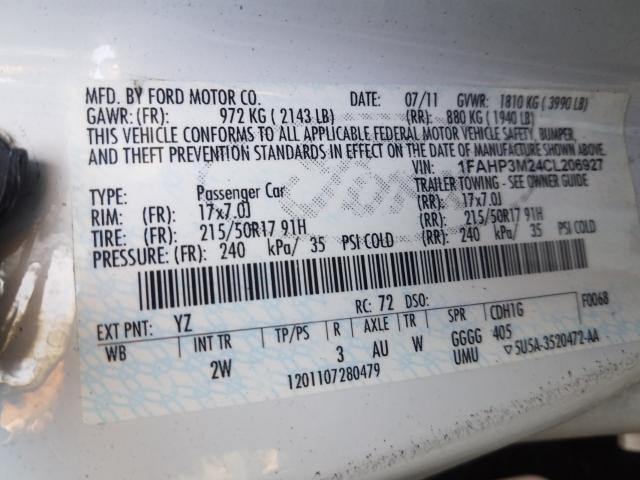 MFD. BY FORD MOTOR CO. DATE: 07/11 GVWR: 1810 KG ( 3990 LB)
GAWR: (FR): 972 KG ( 2143 LB) (RR): 880 KG ( 1940 LB)
THIS VEHICLE CONFORMS TO ALL APPLICABLE FEDERAL MOTOR VEHICLE SAFETY, BUMPER,
AND THEFT PREVENTION STANDARDS IN EFFECT ON THE DATE OF MANUFACTURE SHOWN ABOVE.
VIN: 1FAHP3M24CL206927
TYPE: Passenger Car TRAILER TOWING - SEE OWNER GUIDE
RIM: (FR): 17x7.0J (RR): 17x7.0J
TIRE: (FR): 215/50R17 91H (RR): 215/50R17 91H
PRESSURE: (FR): 240 kPa/ 35 PSI COLD (RR): 240 kPa/ 35 PSI COLD
EXT PNT: YZ RC: 72 DSO: F0068
WB INT TR TP/PS R AXLE TR SPR CDH1G
2W 3 AU W GGGG 405
UMU ▽5U5A-3520472-AA
1201107280479